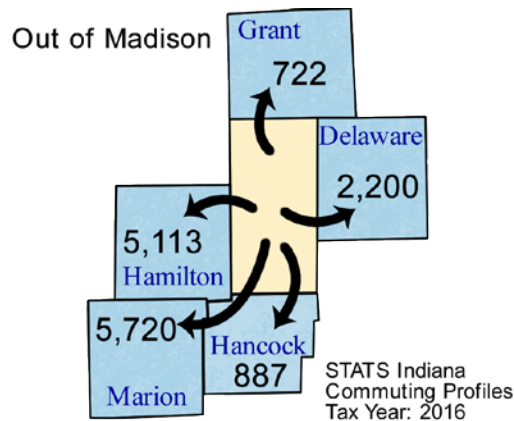 Out of Madison
Grant
722
Delaware
2,200
5,113
Hamilton
5,720
Marion
Hancock
887
STATS Indiana
Commuting Profiles
Tax Year: 2016